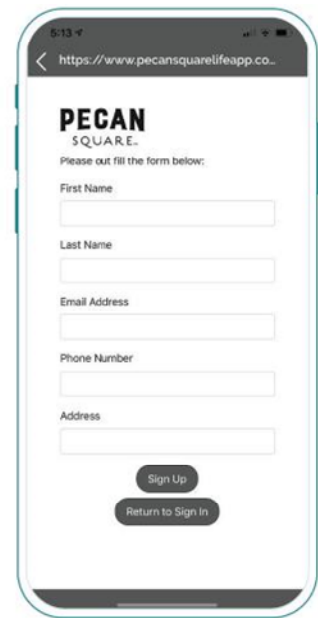 5:13
https://www.pecansquarelifeapp.co...
PECAN
SQUARE™
Please out fill the form below:
First Name
Last Name
Email Address
Phone Number
Address
Sign Up
Return to Sign In